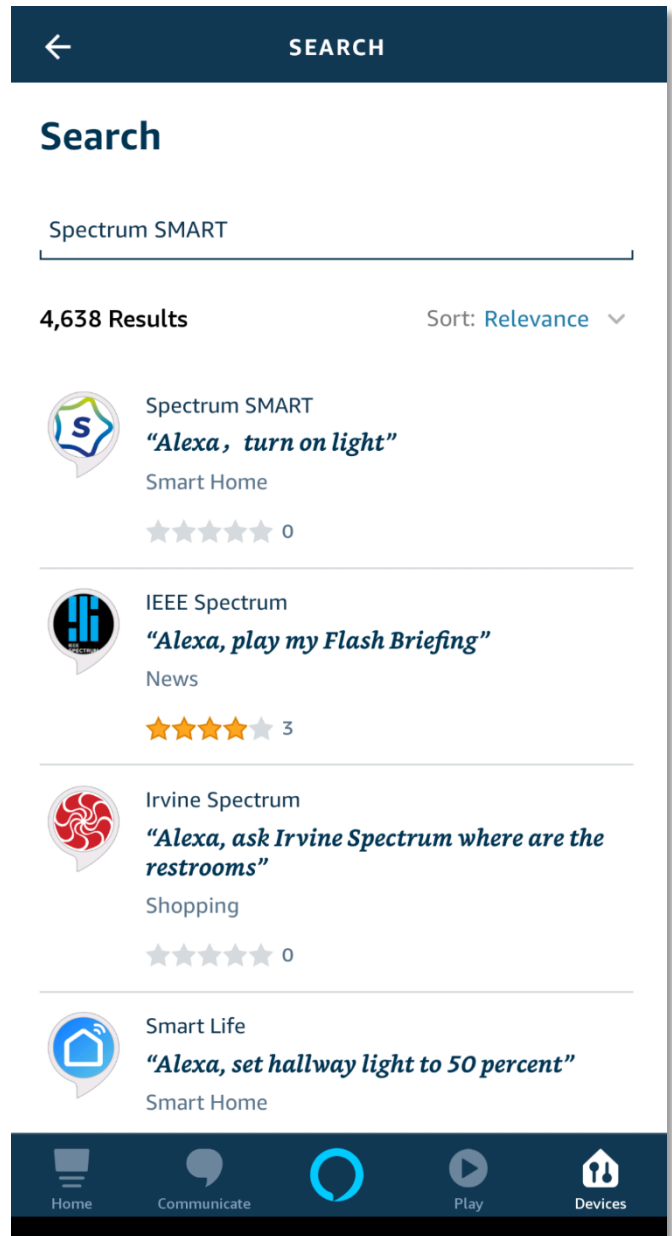 SEARCH
Search
Spectrum SMART
4,638 Results
Sort: Relevance
Spectrum SMART
“Alexa，turn on light”
Smart Home
0
IEEE Spectrum
“Alexa, play my Flash Briefing”
News
3
Irvine Spectrum
“Alexa, ask Irvine Spectrum where are the
restrooms”
Shopping
0
Smart Life
“Alexa, set hallway light to 50 percent”
Smart Home
Home
Communicate
Play
Devices